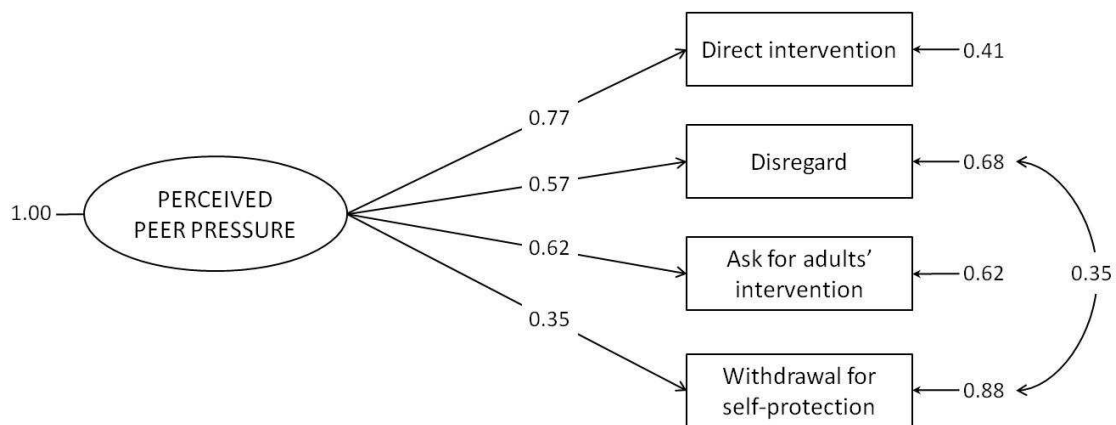 1.00
PERCEIVED
PEER PRESSURE
0.77
0.57
0.62
0.35
Direct intervention
0.41
Disregard
0.68
Ask for adults’
intervention
0.62
Withdrawal for
self-protection
0.88
0.35